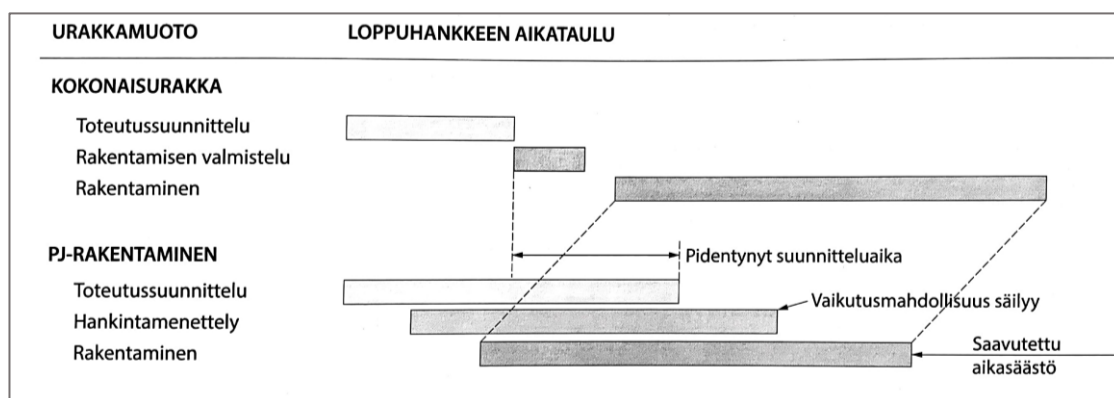 URAKKAMUOTO LOPPUHANKKEEN AIKATAULU
KOKONAISURAKKA
Toteutussuunnittelu
Rakentamisen valmistelu
Rakentaminen
PJ-RAKENTAMINEN
Pidentynyt suunnitteluaika
Toteutussuunnittelu
Vaikutusmahdollisuus säilyy
Hankintamenettely
Rakentaminen
Saavutettu
aikasäästö